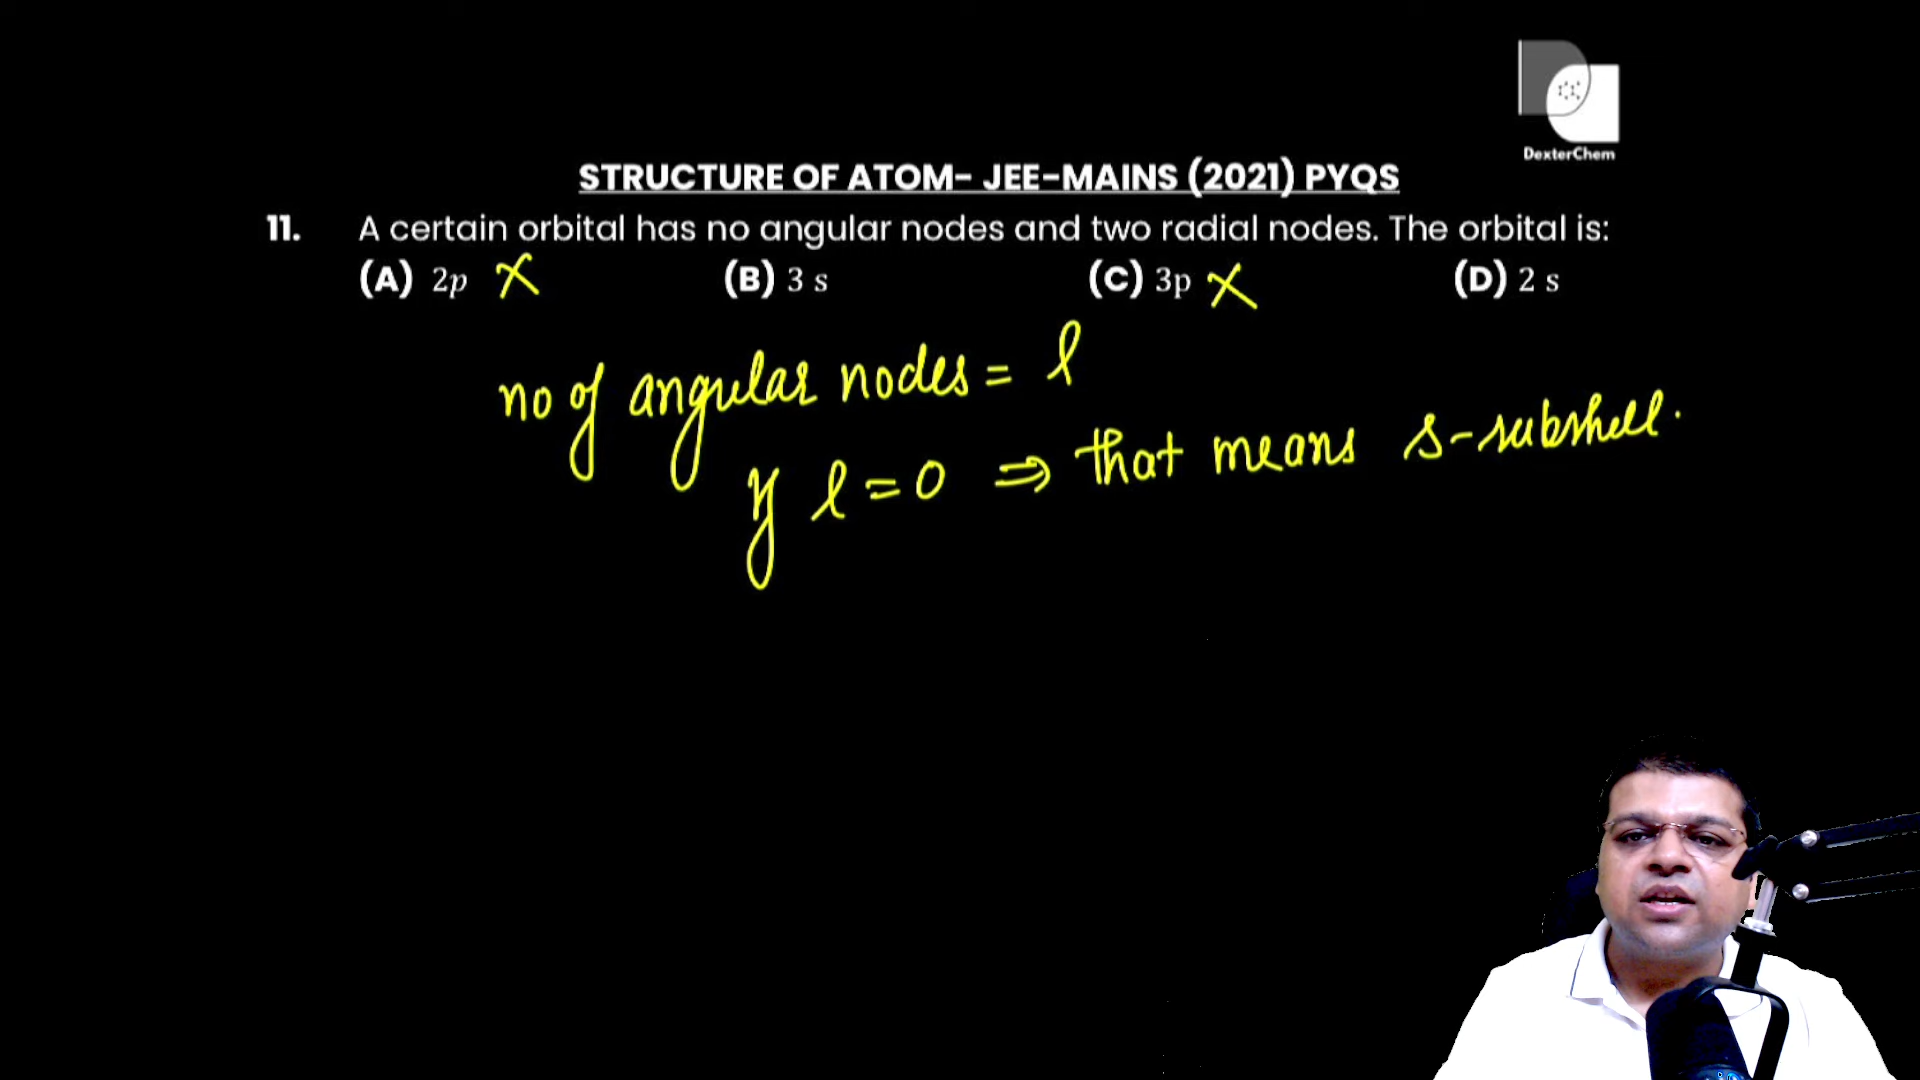 DexterChem
STRUCTURE OF ATOM- JEE-MAINS (2021) PYQS
11. A certain orbital has no angular nodes and two radial nodes. The orbital is:
(A) 2p X (B) 3 s (C) 3p X (D) 2 s
no of angular nodes = l
if l = 0 ⇒ that means s-subshell.